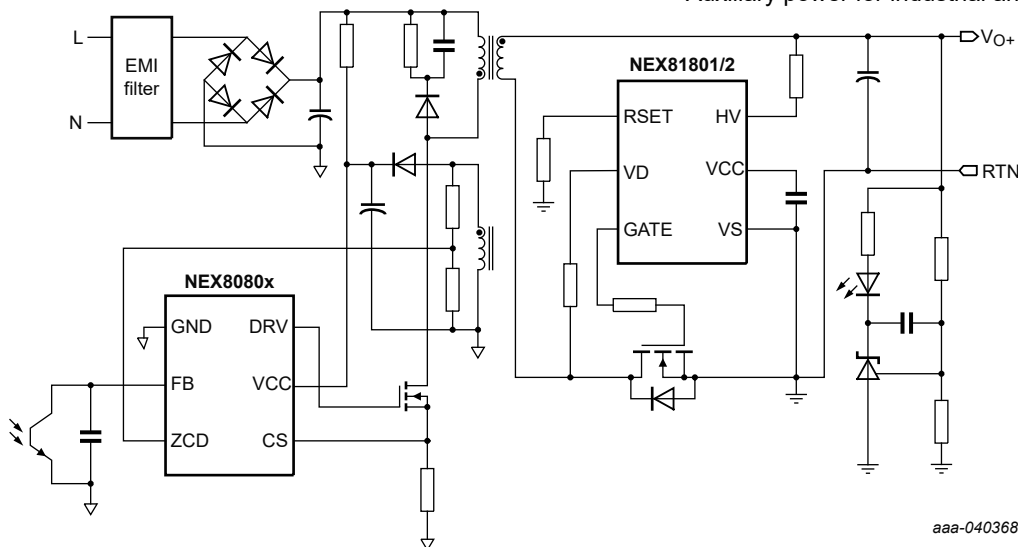 Auxiliary power for industrial an
L
EMI
filter
N
NEX81801/2
RSET
HV
VD
VCC
GATE
VS
VO+
RTN
NEX8080x
GND
DRV
FB
VCC
ZCD
CS
aaa-040368